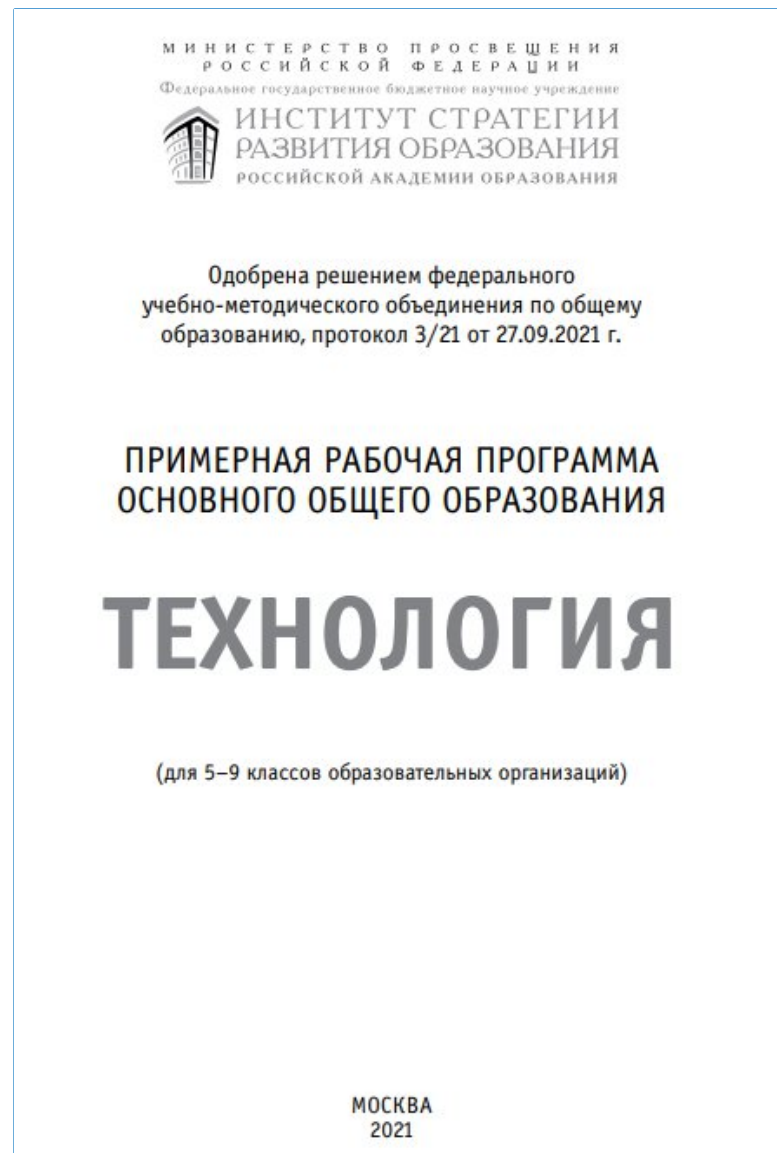 МИНИСТЕРСТВО ПРОСВЕЩЕНИЯ
РОССИЙСКОЙ ФЕДЕРАЦИИ
Федеральное государственное бюджетное научное учреждение
ИНСТИТУТ СТРАТЕГИИ
РАЗВИТИЯ ОБРАЗОВАНИЯ
РОССИЙСКОЙ АКАДЕМИИ ОБРАЗОВАНИЯ
Одобрена решением федерального
учебно-методического объединения по общему
образованию, протокол 3/21 от 27.09.2021 г.
ПРИМЕРНАЯ РАБОЧАЯ ПРОГРАММА
ОСНОВНОГО ОБЩЕГО ОБРАЗОВАНИЯ
ТЕХНОЛОГИЯ
(для 5–9 классов образовательных организаций)
МОСКВА
2021